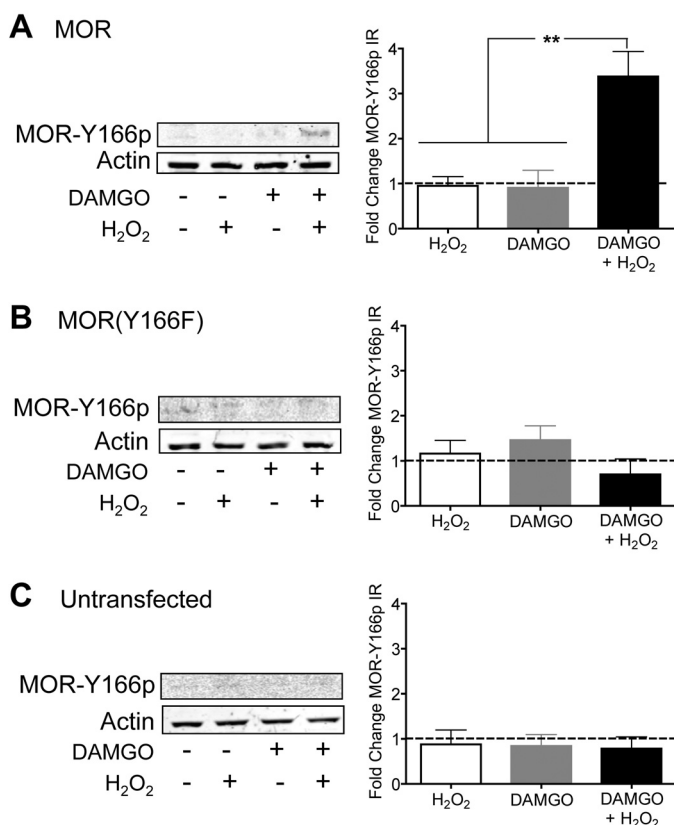 A MOR
MOR-Y166p
Actin
DAMGO - - + +
H₂O₂ - + - +
Fold Change MOR-Y166p IR
4
3
2
1
0
**
H₂O₂ DAMGO DAMGO
+ H₂O₂
B MOR(Y166F)
MOR-Y166p
Actin
DAMGO - - + +
H₂O₂ - + - +
Fold Change MOR-Y166p IR
4
3
2
1
0
H₂O₂ DAMGO DAMGO
+ H₂O₂
C Untransfected
MOR-Y166p
Actin
DAMGO - - + +
H₂O₂ - + - +
Fold Change MOR-Y166p IR
4
3
2
1
0
H₂O₂ DAMGO DAMGO
+ H₂O₂